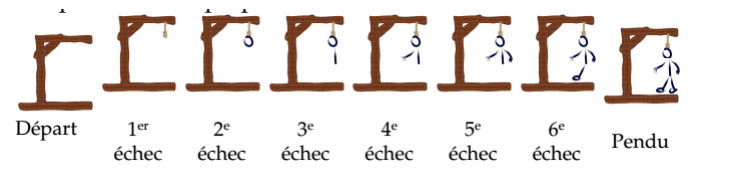 Départ
1er échec
2e échec
3e échec
4e échec
5e échec
6e échec
Pendu